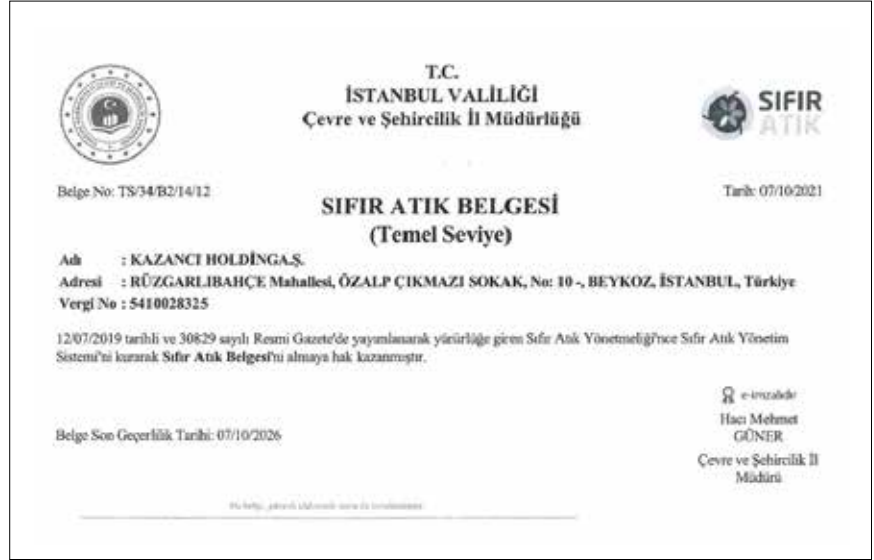 T.C.
İSTANBUL VALİLİĞİ
Çevre ve Şehircilik İl Müdürlüğü
SIFIR
ATIK
Belge No: TS/34/B2/14/12
Tarih: 07/10/2021
SIFIR ATIK BELGESİ
(Temel Seviye)
Adı : KAZANCI HOLDİNGA.Ş.
Adresi : RÜZGARLIBAHÇE Mahallesi, ÖZALP ÇIKMAZI SOKAK, No: 10 -, BEYKOZ, İSTANBUL, Türkiye
Vergi No : 5410028325
12/07/2019 tarihli ve 30829 sayılı Resmi Gazete'de yayımlanarak yürürlüğe giren Sıfır Atık Yönetmeliği'nce Sıfır Atık Yönetim
Sistemi'ni kurarak Sıfır Atık Belgesi'ni almaya hak kazanmıştır.
e-imzalıdır
Hacı Mehmet
GÜNER
Çevre ve Şehircilik İl
Müdürü
Belge Son Geçerlilik Tarihi: 07/10/2026